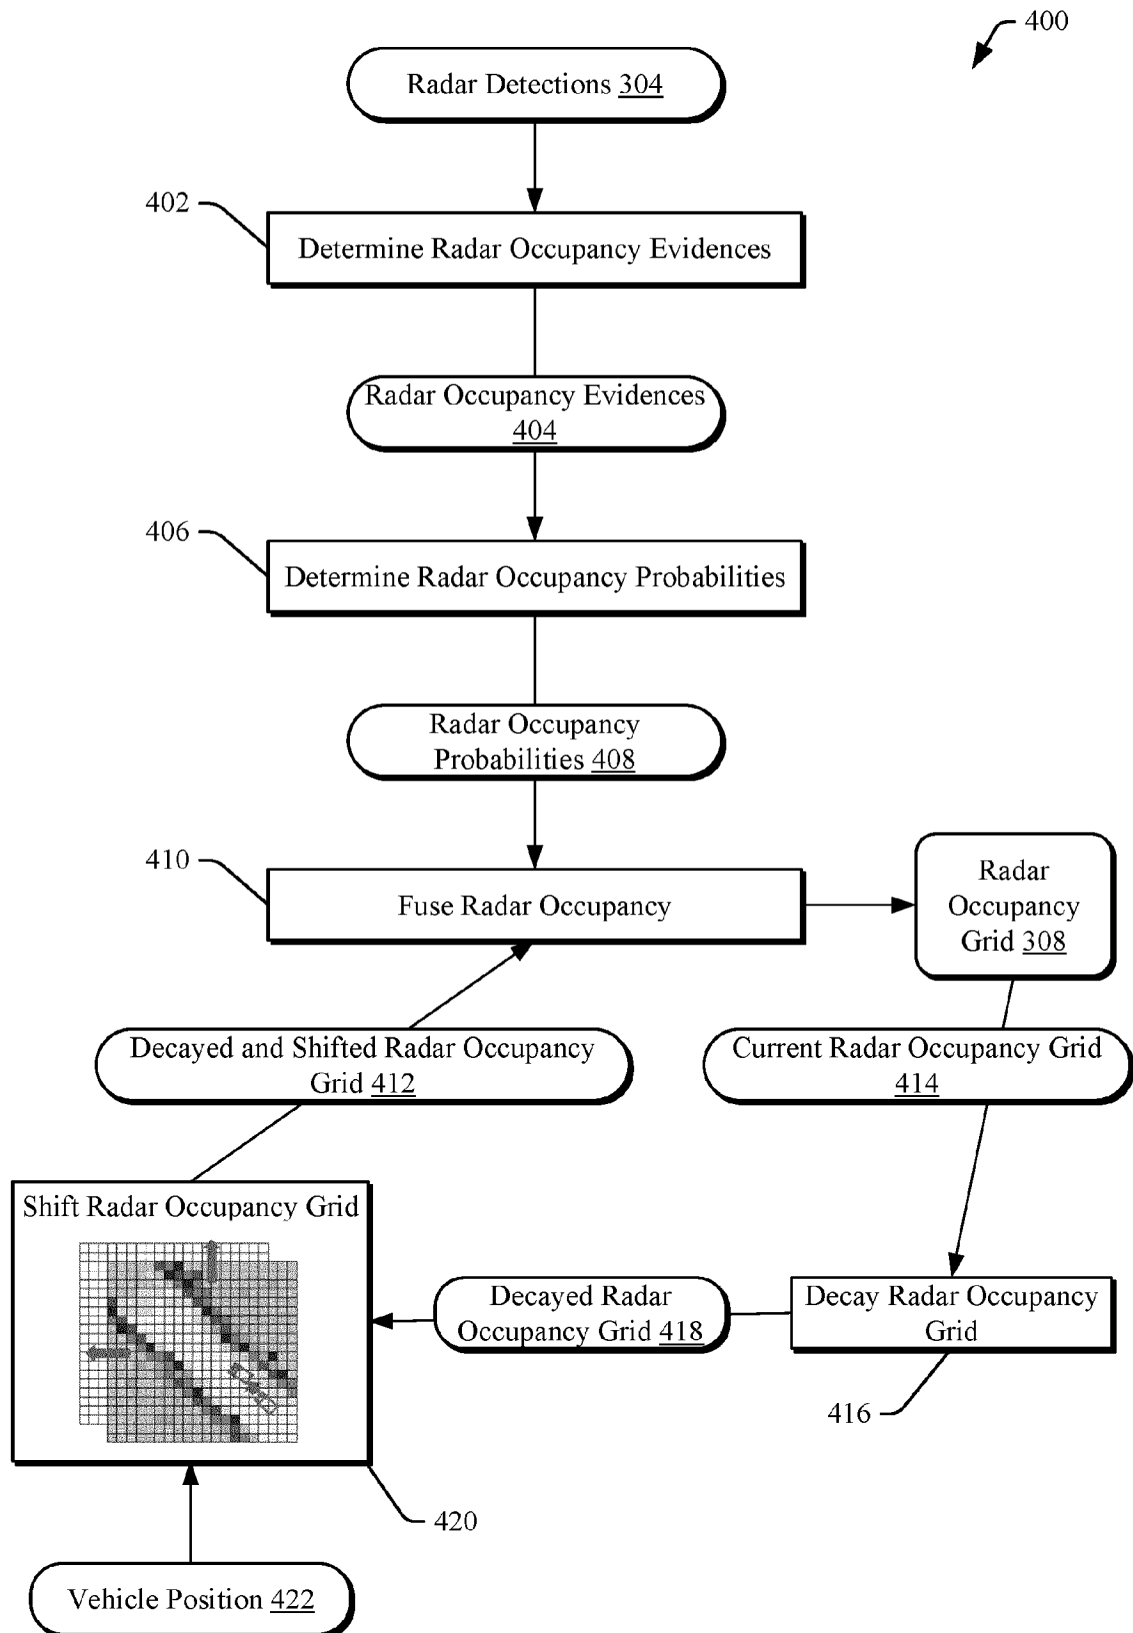 400
Radar Detections 304
402
Determine Radar Occupancy Evidences
Radar Occupancy Evidences
404
406
Determine Radar Occupancy Probabilities
Radar Occupancy
Probabilities 408
410
Fuse Radar Occupancy
Radar
Occupancy
Grid 308
Decayed and Shifted Radar Occupancy
Grid 412
Current Radar Occupancy Grid
414
Shift Radar Occupancy Grid
Decayed Radar
Occupancy Grid 418
Decay Radar Occupancy
Grid
416
420
Vehicle Position 422